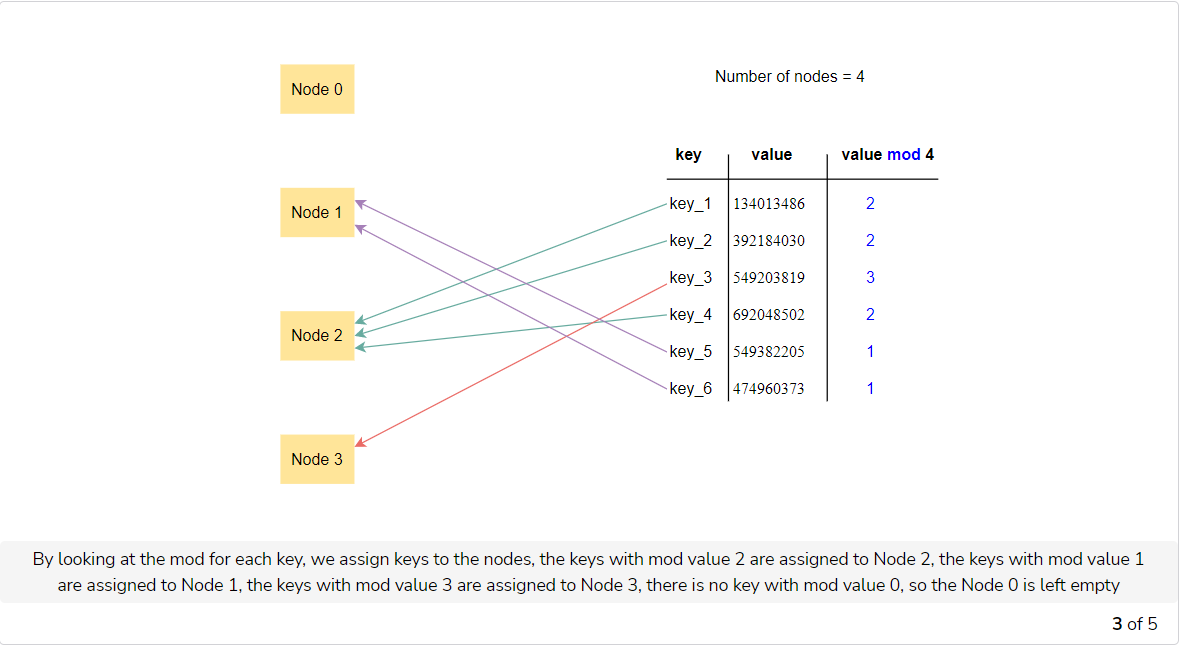 Node 0
Number of nodes = 4
key value value mod 4
Node 1
key_1 134013486 2
key_2 392184030 2
key_3 549203819 3
Node 2
key_4 692048502 2
key_5 549382205 1
key_6 474960373 1
Node 3
By looking at the mod for each key, we assign keys to the nodes, the keys with mod value 2 are assigned to Node 2, the keys with mod value 1
are assigned to Node 1, the keys with mod value 3 are assigned to Node 3, there is no key with mod value 0, so the Node 0 is left empty
3 of 5